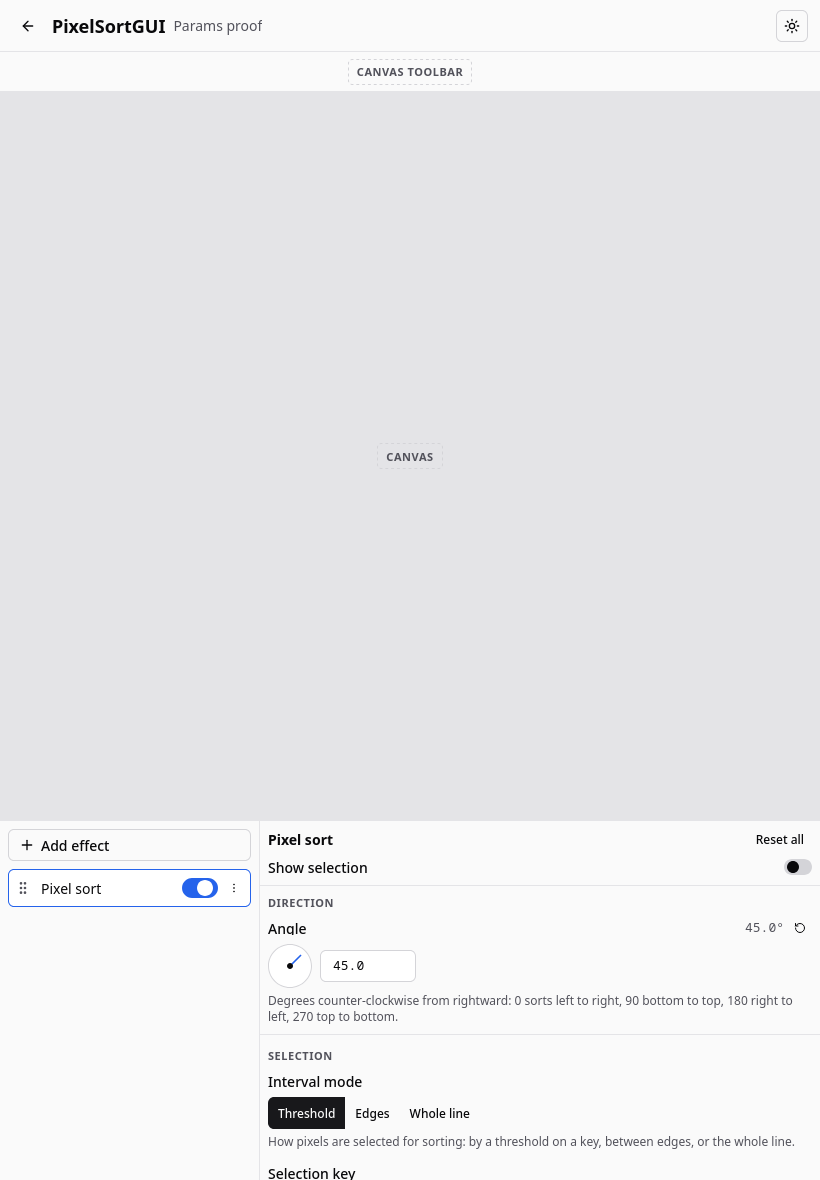 PixelSortGUI Params proof
CANVAS TOOLBAR
CANVAS
Add effect
Pixel sort
Pixel sort
Reset all
Show selection
DIRECTION
Angle
45.0°
45.0
Degrees counter-clockwise from rightward: 0 sorts left to right, 90 bottom to top, 180 right to
left, 270 top to bottom.
SELECTION
Interval mode
Threshold Edges Whole line
How pixels are selected for sorting: by a threshold on a key, between edges, or the whole line.
Selection key